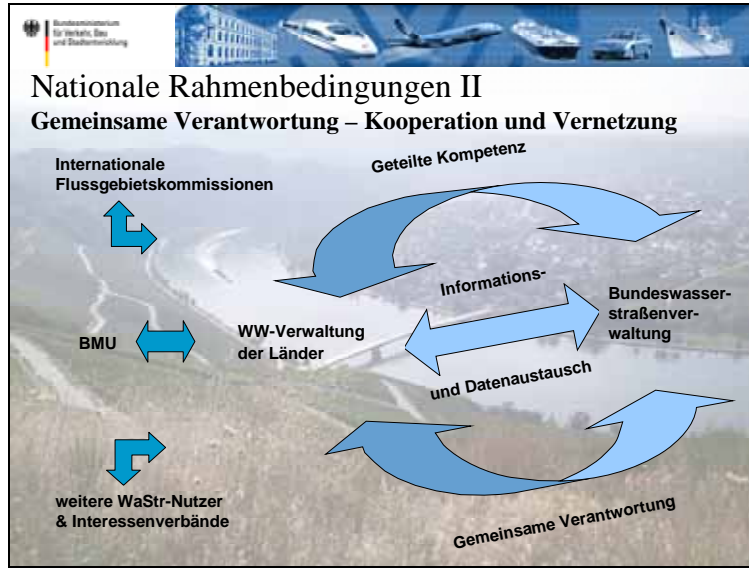 Bundesministerium
für Verkehr, Bau
und Stadtentwicklung
Nationale Rahmenbedingungen II
Gemeinsame Verantwortung – Kooperation und Vernetzung
Internationale
Flussgebietskommissionen
Geteilte Kompetenz
Informations-
Bundeswasser-
straßenver-
waltung
BMU
WW-Verwaltung
der Länder
und Datenaustausch
weitere WaStr-Nutzer
& Interessenverbände
Gemeinsame Verantwortung